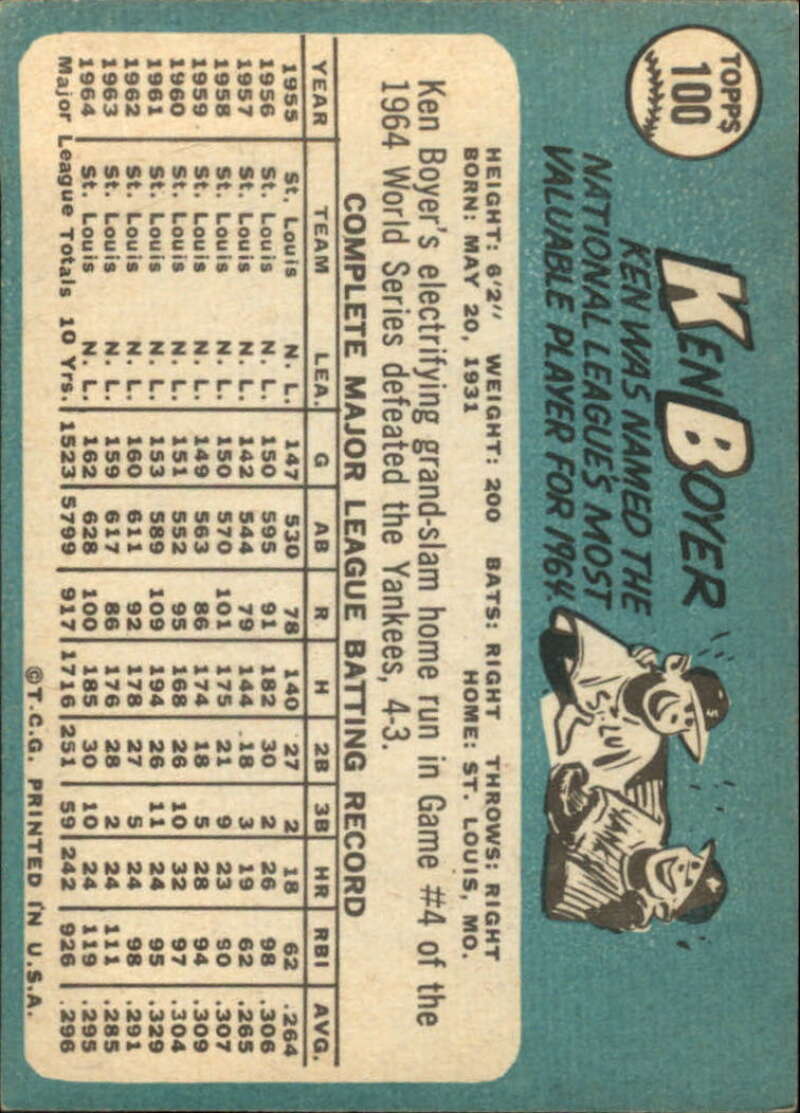 TOPPS
100
KEN BOYER
KEN WAS NAMED THE
NATIONAL LEAGUE'S MOST
VALUABLE PLAYER FOR 1964.
ST. LOU
YANKE
HEIGHT: 6'2" WEIGHT: 200 BATS: RIGHT THROWS: RIGHT
BORN: MAY 20, 1931 HOME: ST. LOUIS, MO.
Ken Boyer's electrifying grand-slam home run in Game #4 of the
1964 World Series defeated the Yankees, 4-3.
COMPLETE MAJOR LEAGUE BATTING RECORD
YEAR TEAM LEA. G AB R H 2B 3B HR RBI AVG.
1955 St. Louis N. L. 147 530 78 140 27 2 18 62 .264
1956 St. Louis N. L. 150 595 91 182 30 2 26 98 .306
1957 St. Louis N. L. 142 544 79 144 18 3 19 62 .265
1958 St. Louis N. L. 150 570 101 175 21 9 23 90 .307
1959 St. Louis N. L. 149 563 86 174 18 5 28 94 .309
1960 St. Louis N. L. 151 552 95 168 26 10 32 97 .304
1961 St. Louis N. L. 153 589 109 194 26 11 24 95 .329
1962 St. Louis N. L. 160 611 92 178 27 5 24 98 .291
1963 St. Louis N. L. 159 617 86 176 28 2 24 111 .285
1964 St. Louis N. L. 162 628 100 185 30 10 24 119 .295
Major League Totals 10 Yrs. 1523 5799 917 1716 251 59 242 926 .296
©T.C.G. PRINTED IN U.S.A.